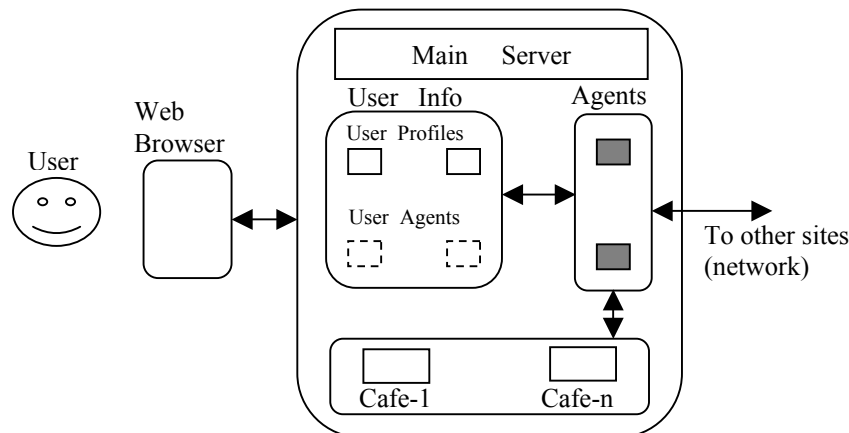 Main Server
User Info
Agents
Web
Browser
User Profiles
User
User Agents
To other sites
(network)
Cafe-1
Cafe-n